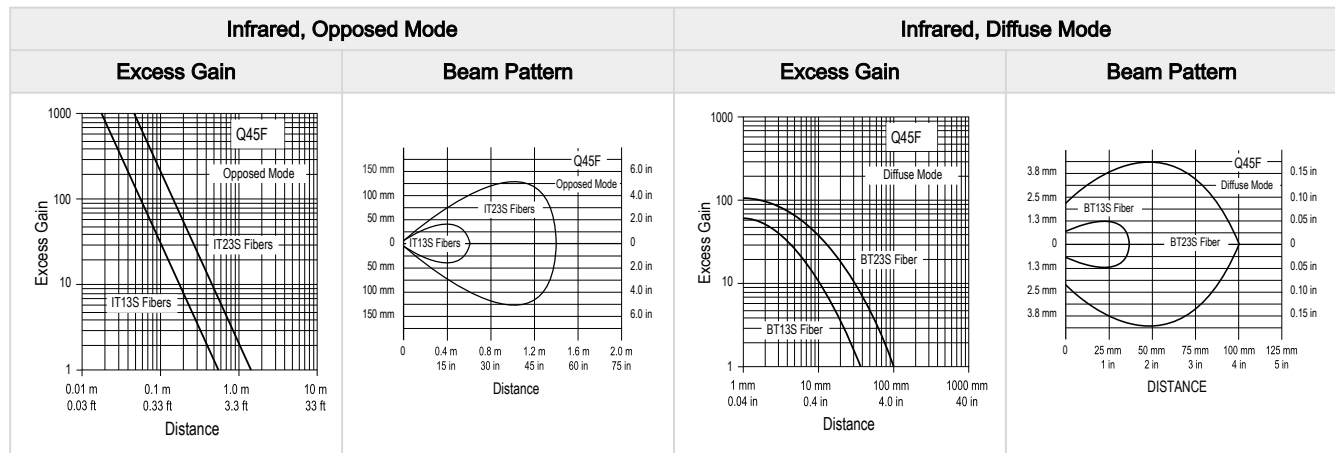 Infrared, Opposed Mode
Infrared, Diffuse Mode
Excess Gain
Beam Pattern
Excess Gain
Beam Pattern
1000
100
10
1
Excess Gain
Q45F
Opposed Mode
IT23S Fibers
IT13S Fibers
0.01 m 0.1 m 1.0 m 10 m
0.03 ft 0.33 ft 3.3 ft 33 ft
Distance
150 mm
100 mm
50 mm
0
50 mm
100 mm
150 mm
Q45F
Opposed Mode
IT23S Fibers
IT13S Fibers
6.0 in
4.0 in
2.0 in
0
2.0 in
4.0 in
6.0 in
0 0.4 m 0.8 m 1.2 m 1.6 m 2.0 m
15 in 30 in 45 in 60 in 75 in
Distance
1000
100
10
1
Excess Gain
Q45F
Diffuse Mode
BT23S Fiber
BT13S Fiber
1 mm 10 mm 100 mm 1000 mm
0.04 in 0.4 in 4.0 in 40 in
Distance
3.8 mm
2.5 mm
1.3 mm
0
1.3 mm
2.5 mm
3.8 mm
Q45F
Diffuse Mode
BT13S Fiber
BT23S Fiber
0.15 in
0.10 in
0.05 in
0
0.05 in
0.10 in
0.15 in
0 25 mm 50 mm 75 mm 100 mm 125 mm
1 in 2 in 3 in 4 in 5 in
DISTANCE